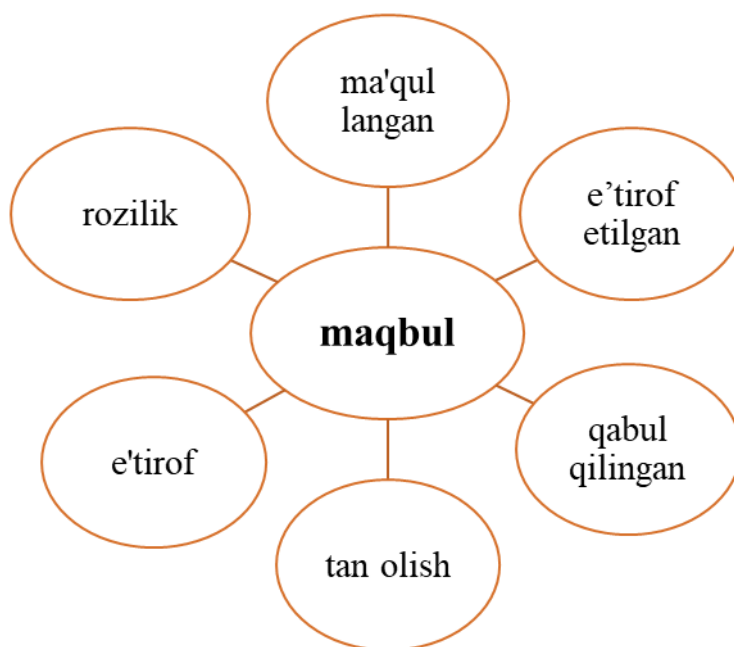 ma'qul
langan
rozilik
e’tirof
etilgan
maqbul
e'tirof
qabul
qilingan
tan olish